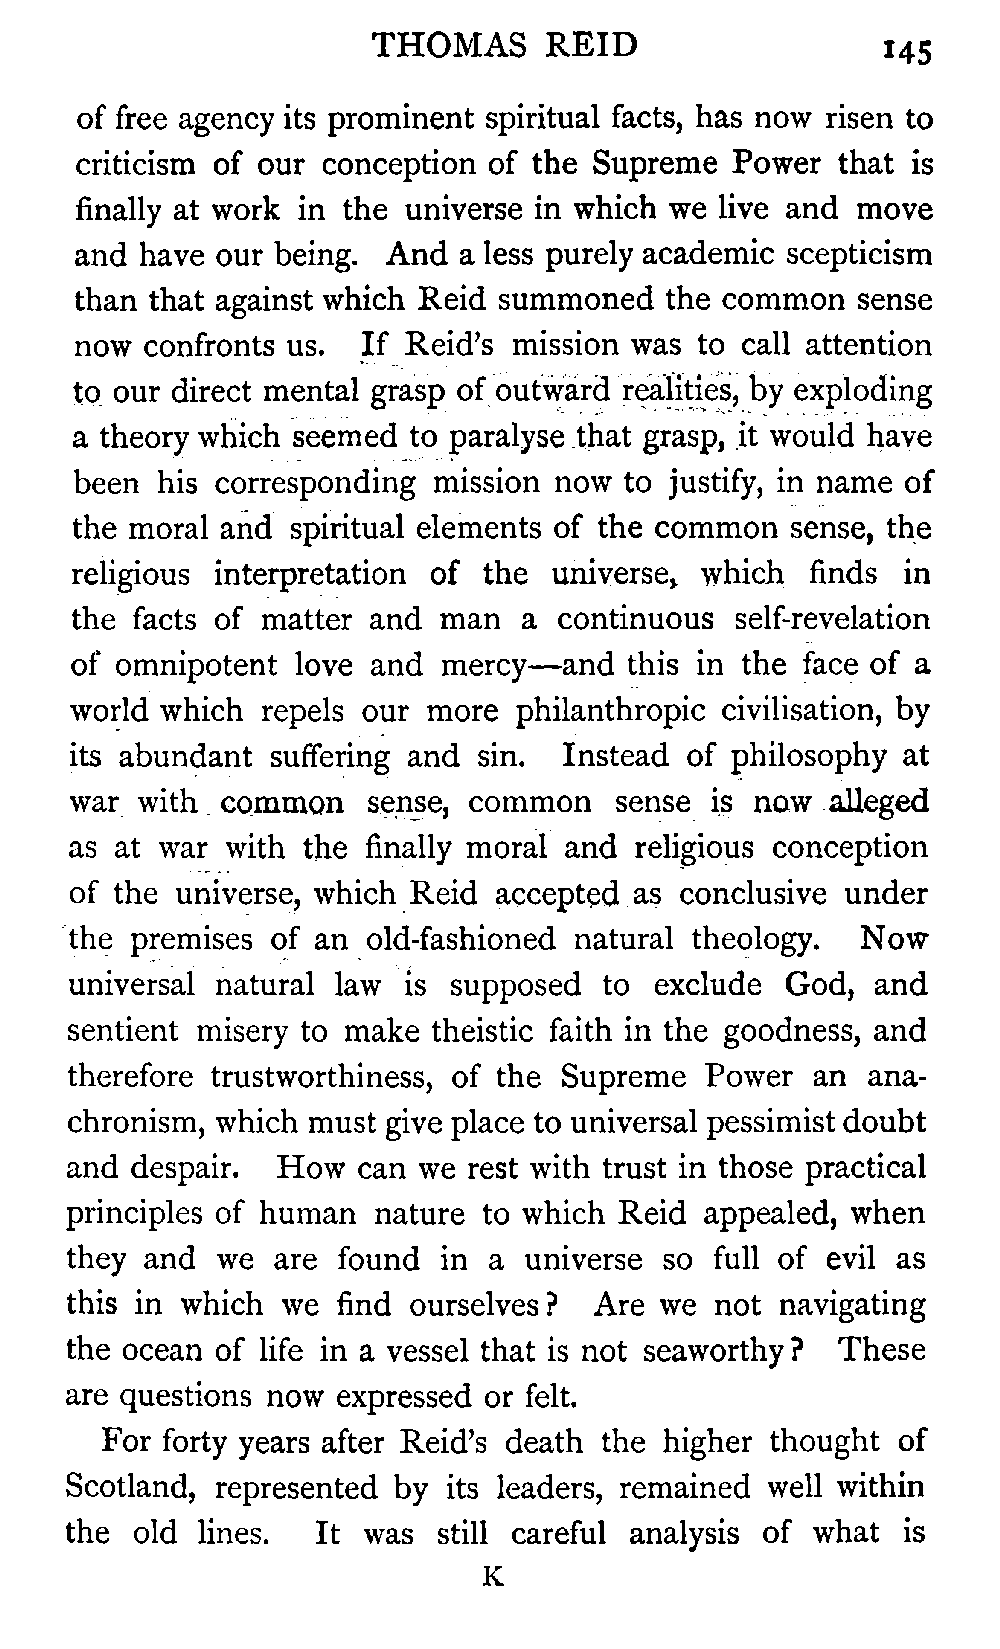 THOMAS REID 145
of free agency its prominent spiritual facts, has now risen to
criticism of our conception of the Supreme Power that is
finally at work in the universe in which we live and move
and have our being. And a less purely academic scepticism
than that against which Reid summoned the common sense
now confronts us. If Reid's mission was to call attention
to our direct mental grasp of outward realities, by exploding
a theory which seemed to paralyse that grasp, it would have
been his corresponding mission now to justify, in name of
the moral and spiritual elements of the common sense, the
religious interpretation of the universe, which finds in
the facts of matter and man a continuous self-revelation
of omnipotent love and mercy—and this in the face of a
world which repels our more philanthropic civilisation, by
its abundant suffering and sin. Instead of philosophy at
war with common sense, common sense is now alleged
as at war with the finally moral and religious conception
of the universe, which Reid accepted as conclusive under
the premises of an old-fashioned natural theology. Now
universal natural law is supposed to exclude God, and
sentient misery to make theistic faith in the goodness, and
therefore trustworthiness, of the Supreme Power an ana-
chronism, which must give place to universal pessimist doubt
and despair. How can we rest with trust in those practical
principles of human nature to which Reid appealed, when
they and we are found in a universe so full of evil as
this in which we find ourselves? Are we not navigating
the ocean of life in a vessel that is not seaworthy? These
are questions now expressed or felt.
For forty years after Reid's death the higher thought of
Scotland, represented by its leaders, remained well within
the old lines. It was still careful analysis of what is
K